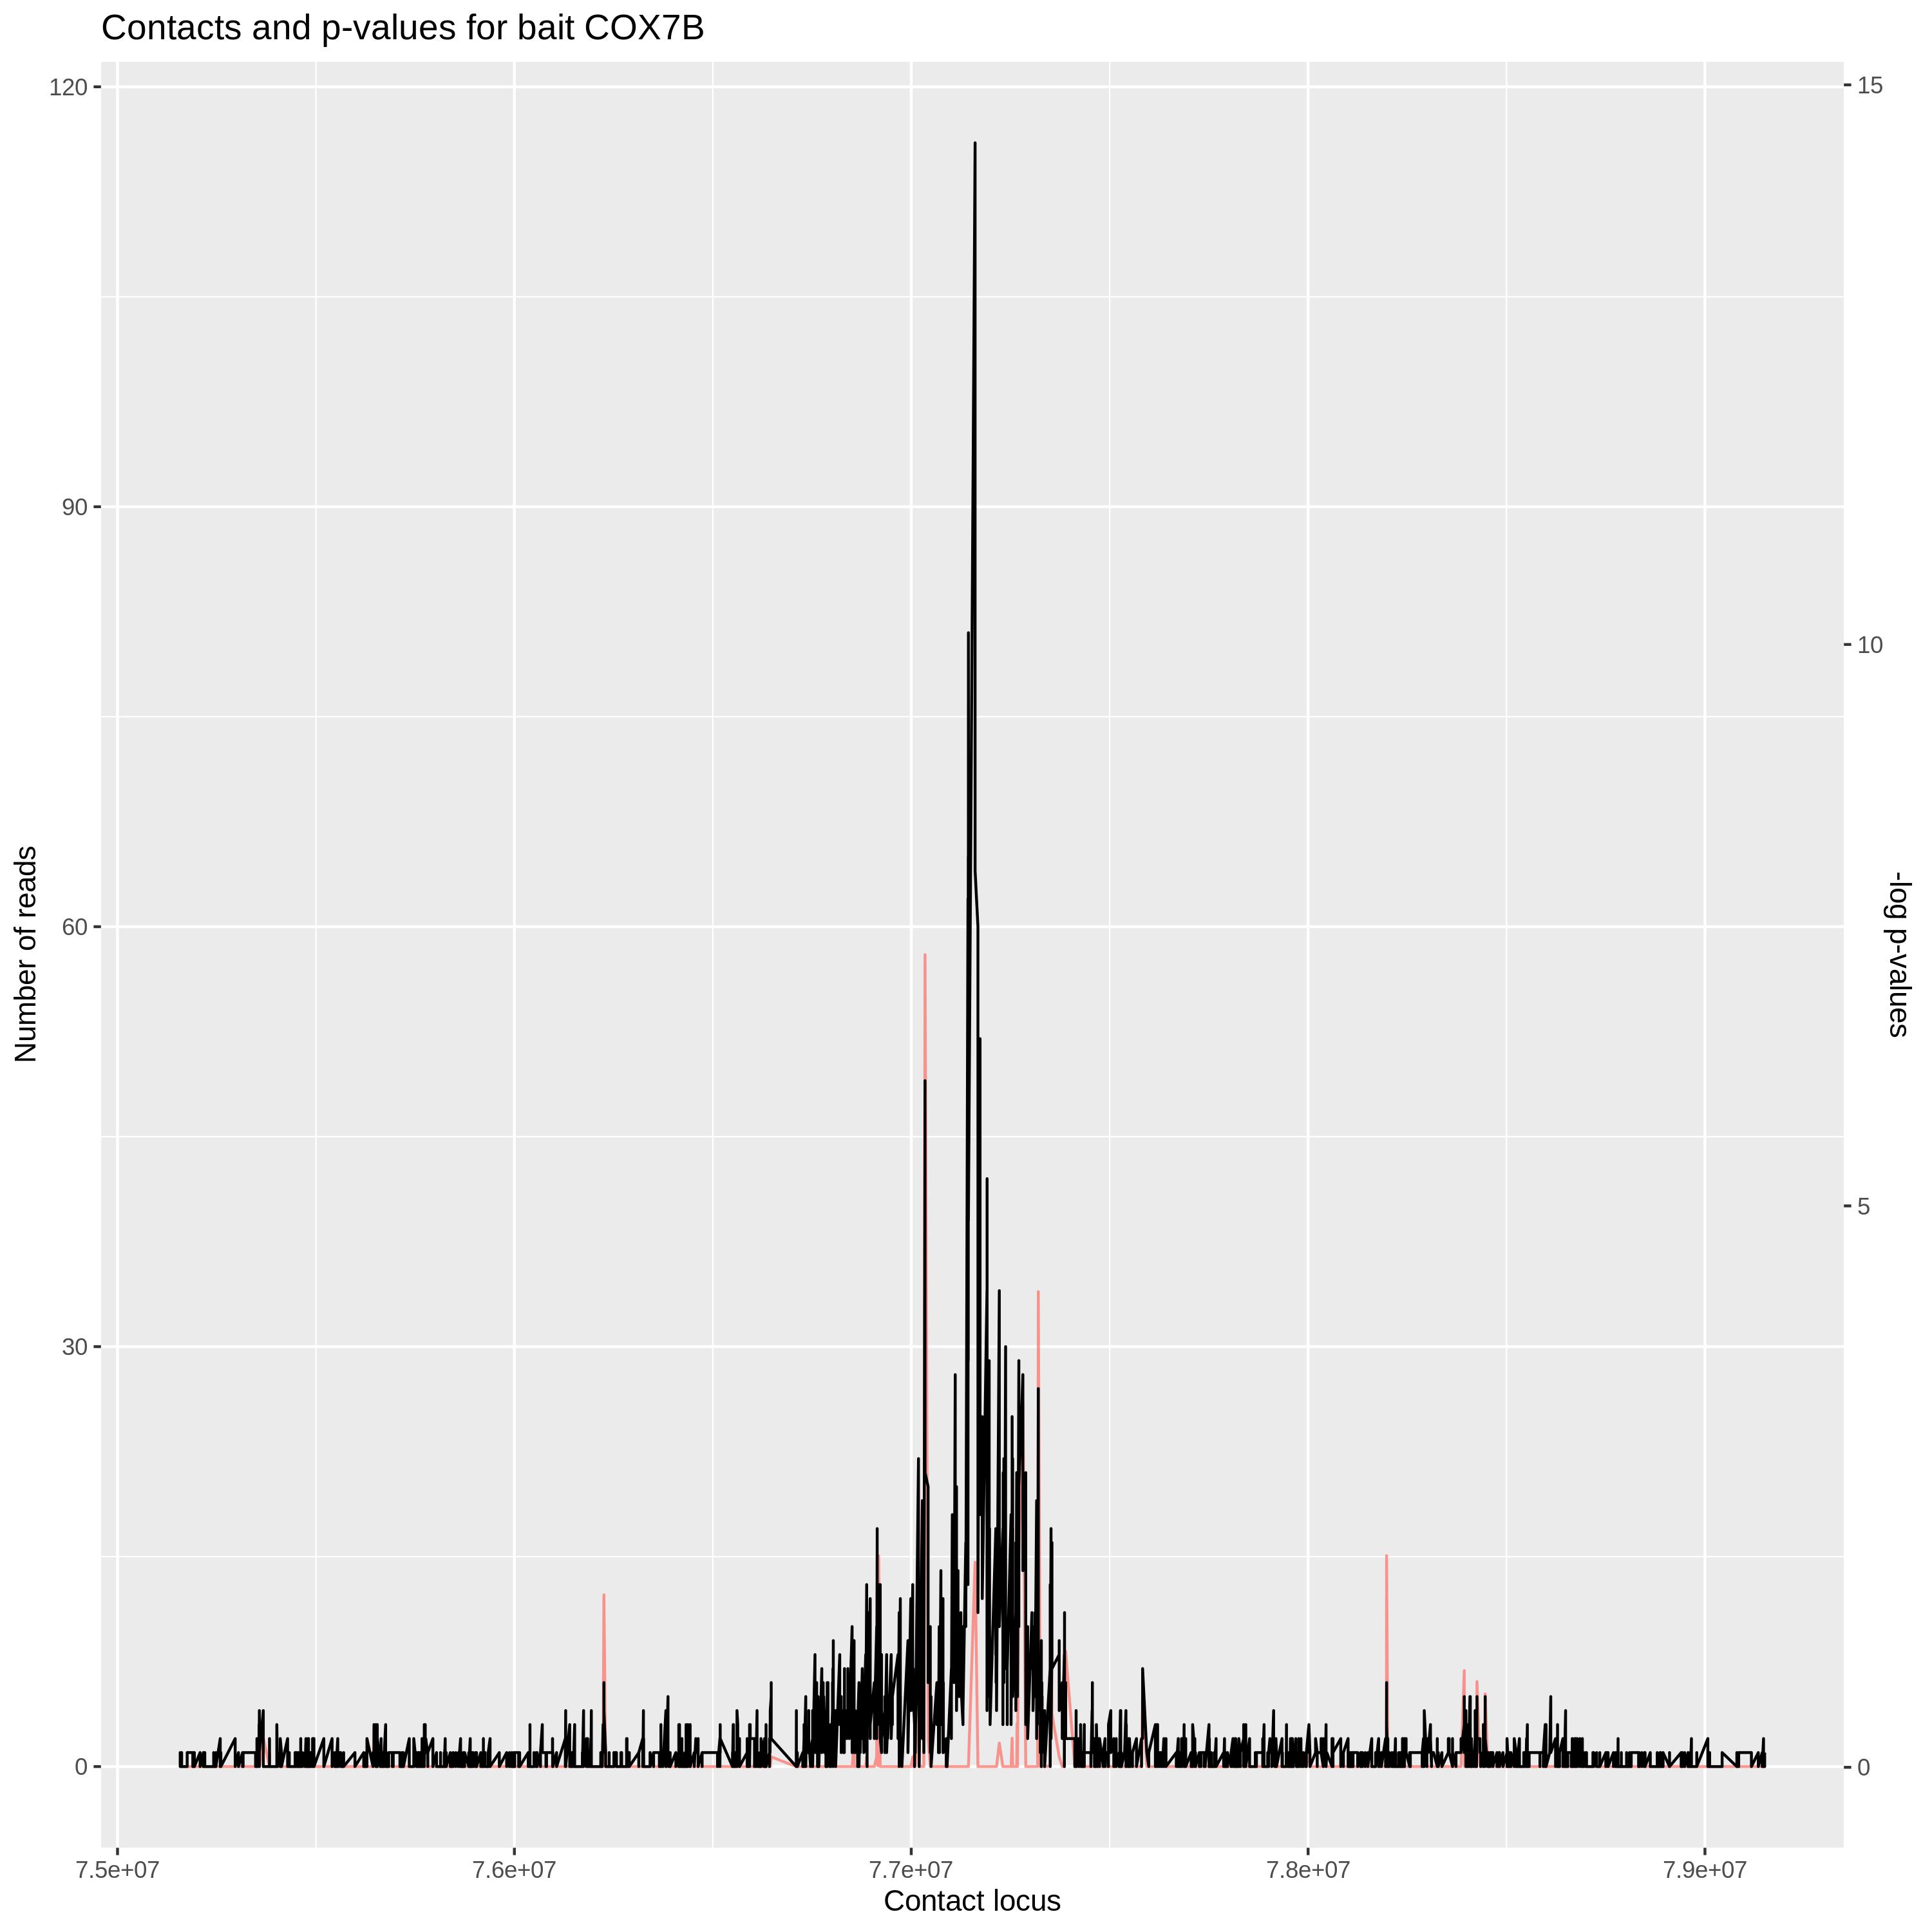 Contacts and p-values for bait COX7B
120
90
60
30
0
Number of reads
15
10
5
0
-log p-values
7.5e+07 7.6e+07 7.7e+07 7.8e+07 7.9e+07
Contact locus